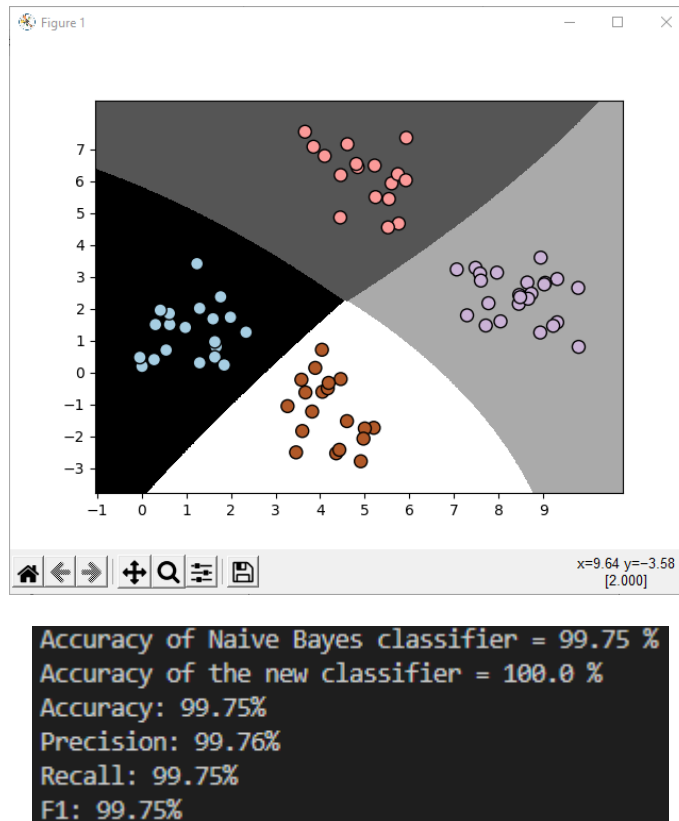 Figure 1
7
6
5
4
3
2
1
0
−1
−2
−3
−1 0 1 2 3 4 5 6 7 8 9
x=9.64 y=−3.58
[2.000]
Accuracy of Naive Bayes classifier = 99.75 %
Accuracy of the new classifier = 100.0 %
Accuracy: 99.75%
Precision: 99.76%
Recall: 99.75%
F1: 99.75%